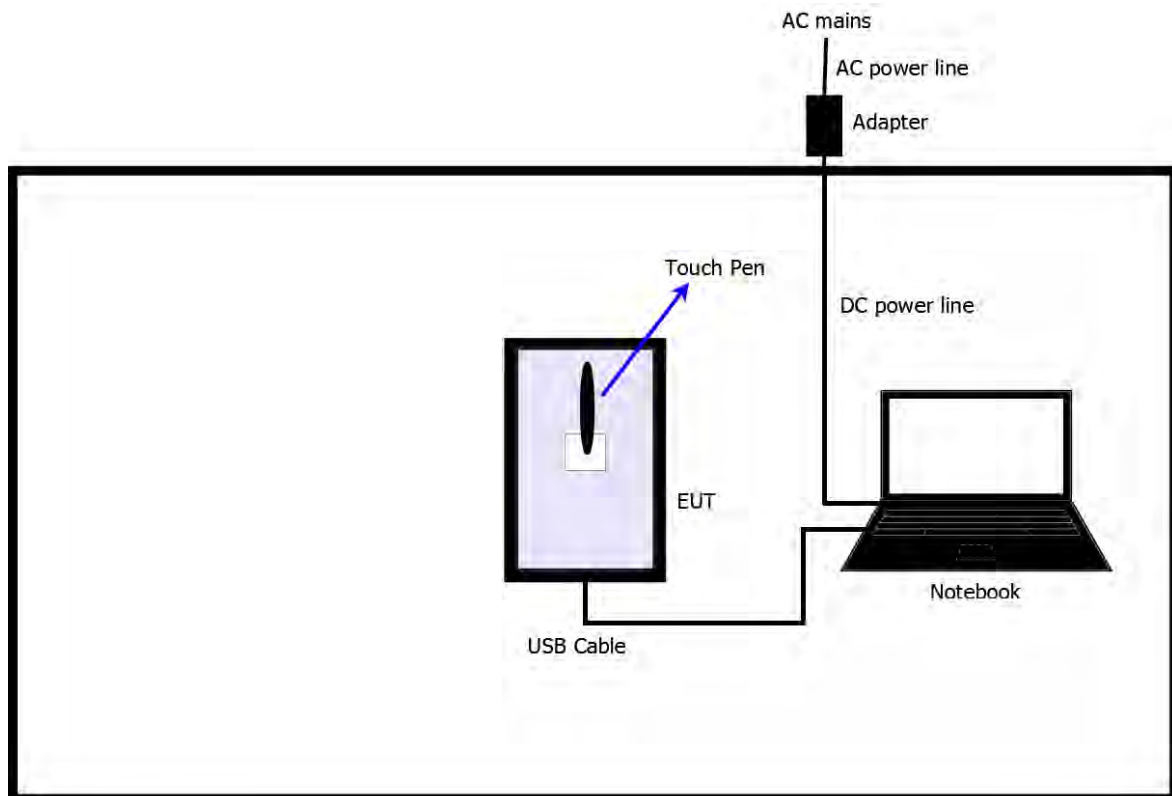 AC mains
AC power line
Adapter
Touch Pen
DC power line
EUT
Notebook
USB Cable